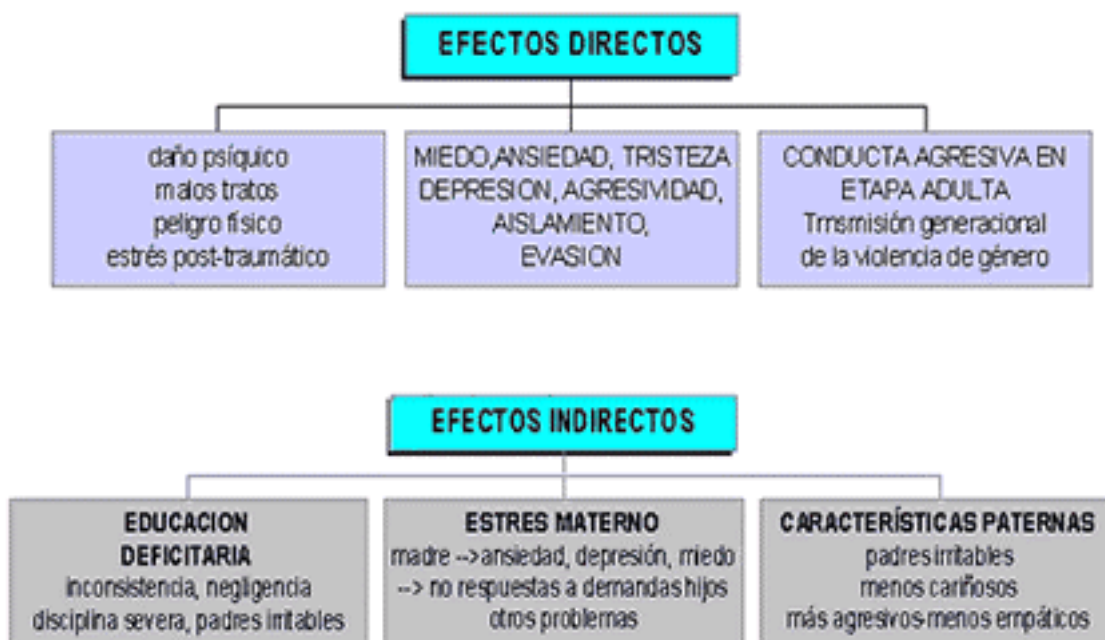 EFECTOS DIRECTOS
daño psíquico
malos tratos
peligro físico
estrés post-traumático
MIEDO,ANSIEDAD, TRISTEZA
DEPRESION, AGRESIVIDAD,
AISLAMIENTO,
EVASION
CONDUCTA AGRESIVA EN
ETAPA ADULTA
Trnsmisión generacional
de la violencia de género
EFECTOS INDIRECTOS
EDUCACION
DEFICITARIA
inconsistencia, negligencia
disciplina severa, padres irritables
ESTRES MATERNO
madre -->ansiedad, depresión, miedo
--> no respuestas a demandas hijos
otros problemas
CARACTERÍSTICAS PATERNAS
padres irritables
menos cariñosos
más agresivos-menos empáticos